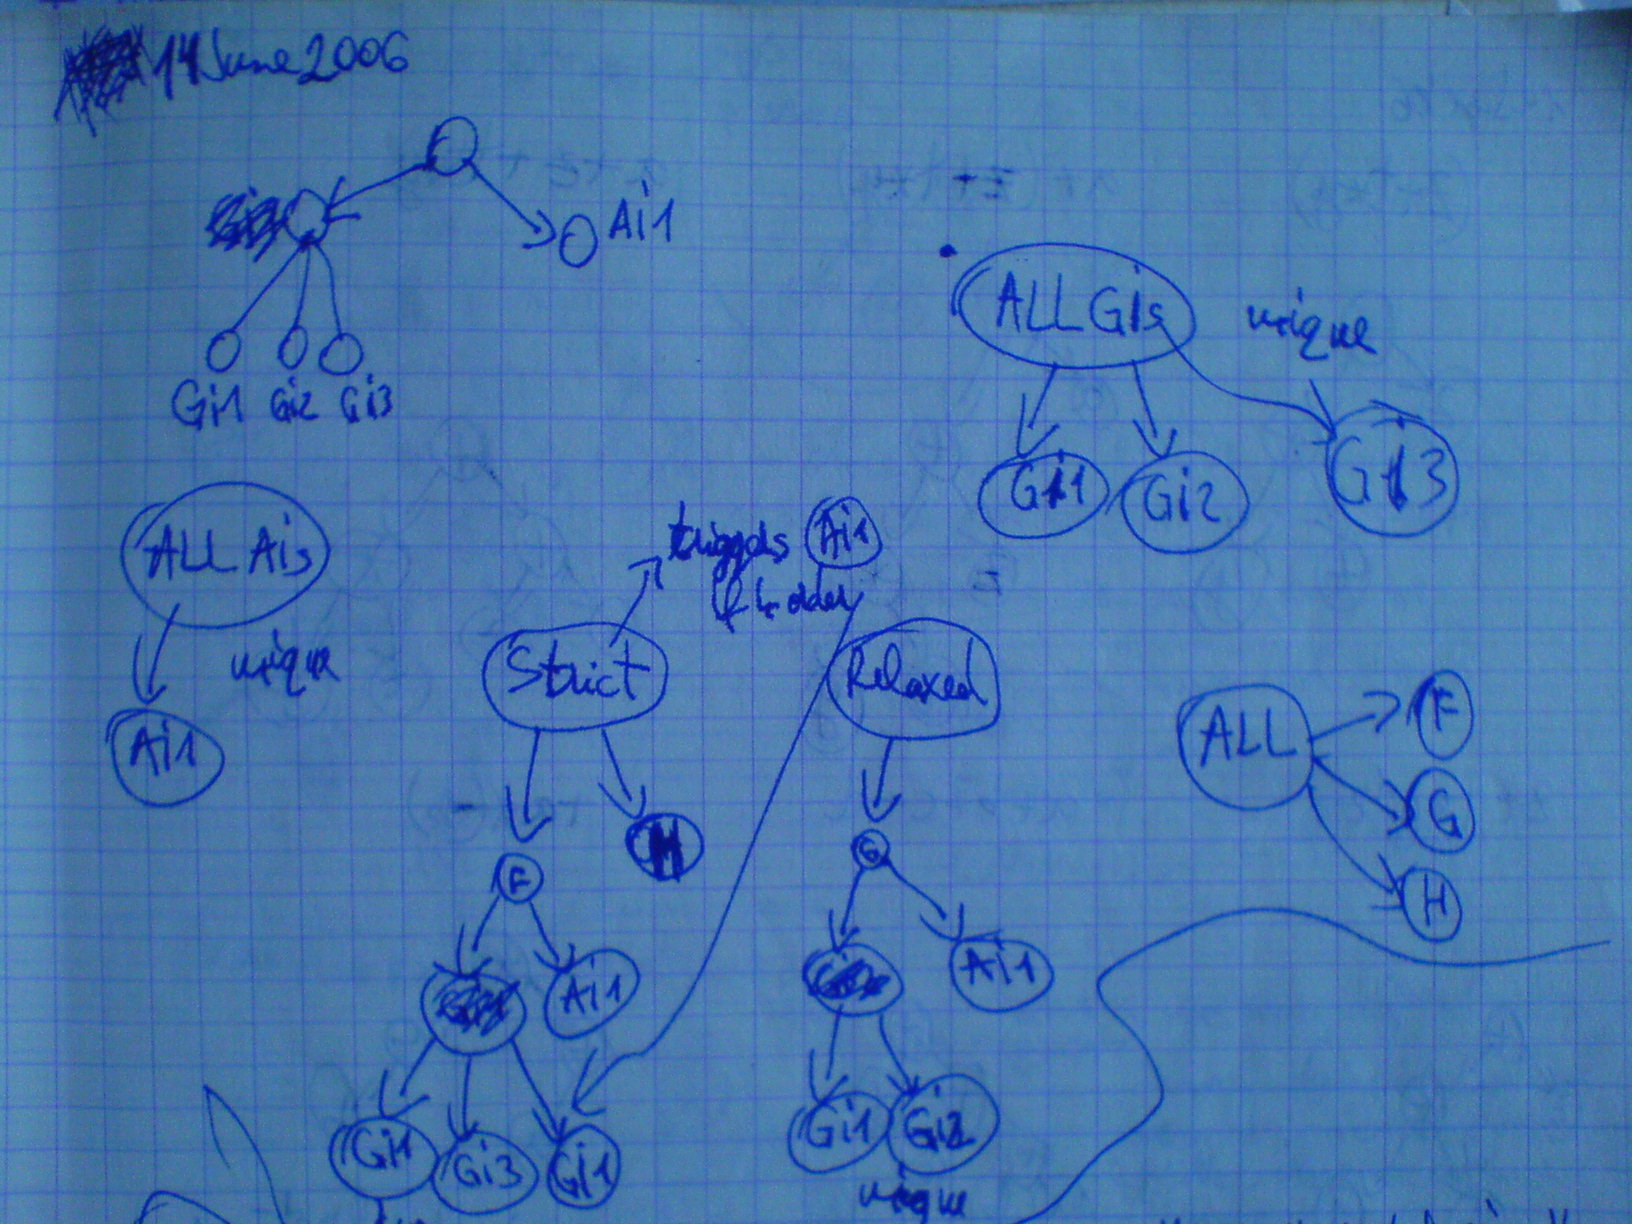 14 June 2006
Ai1
Gi1 Gi2 Gi3
ALL Gis unique
Gi1 Gi2 Gi3
ALL Ais
unique
Ai1
triggers Ai1
Strict
Relaxed
ALL
F
G
H
F
M
G
Ai1
Ai1
Gi1 Gi3 Gi1
Gi1 Gi2
unique